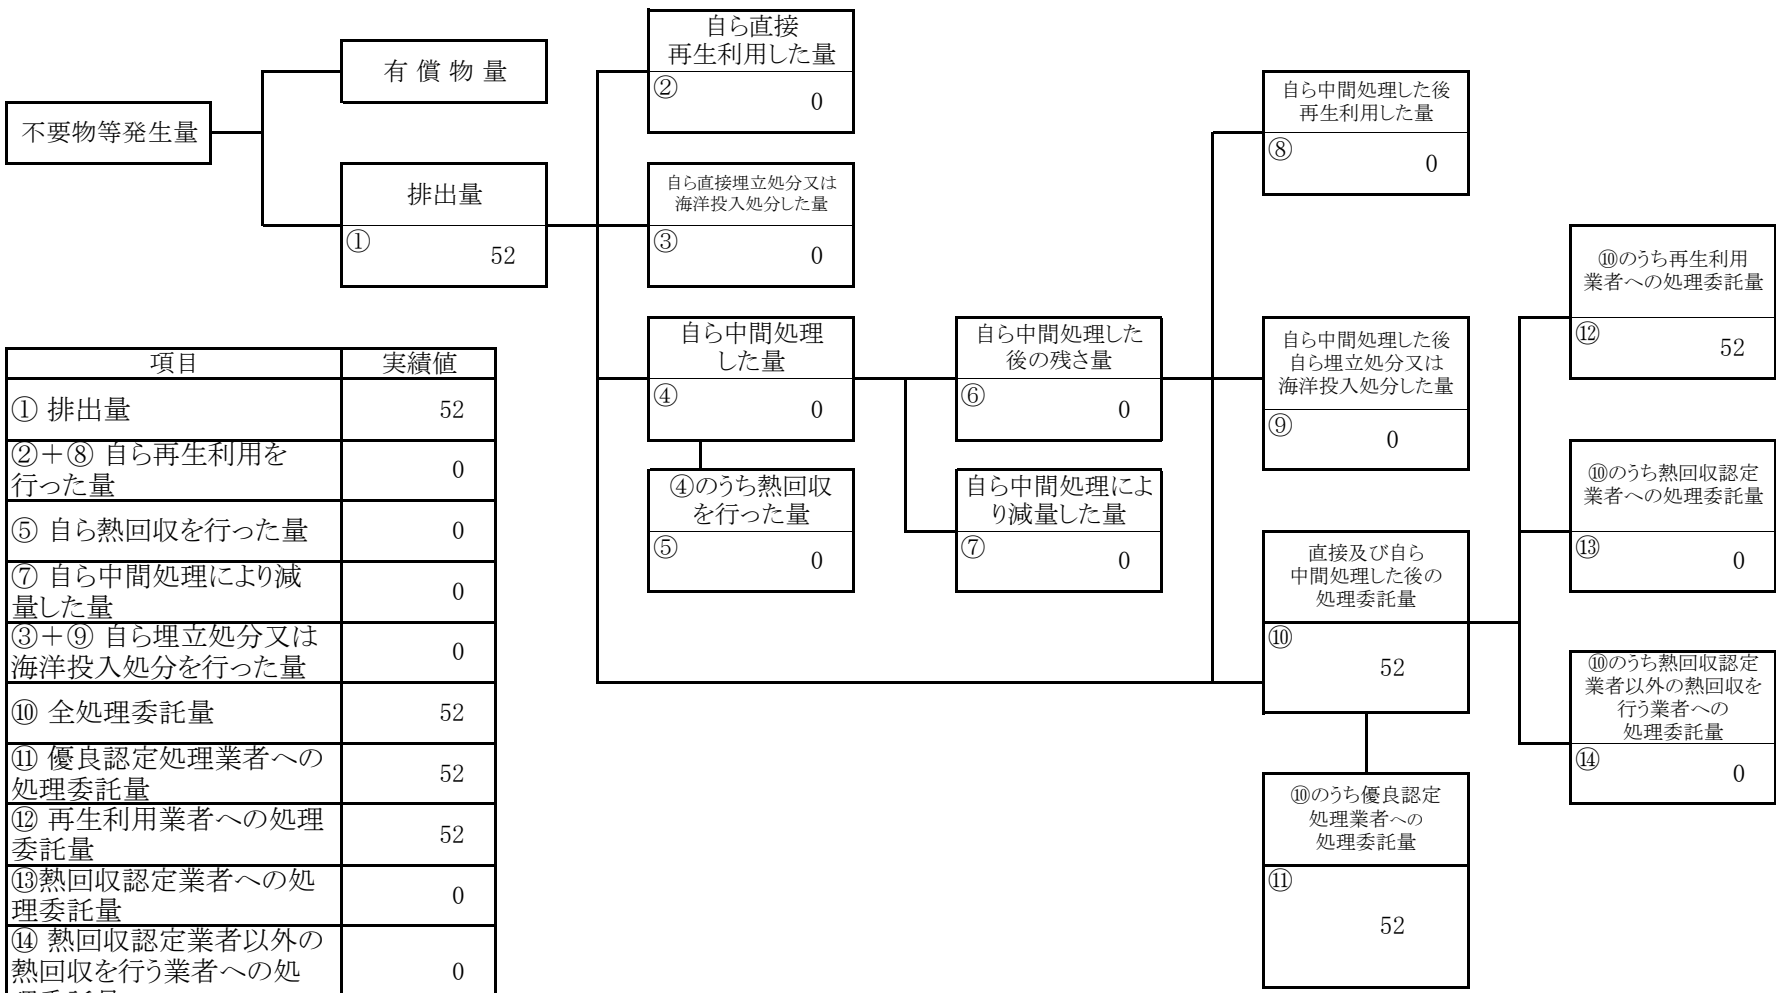 不要物等発生量
有 償 物 量
排出量
①
52
自ら直接
再生利用した量
②
0
自ら直接埋立処分又は
海洋投入処分した量
③
0
自ら中間処理
した量
④
0
④のうち熱回収
を行った量
⑤
0
自ら中間処理した
後の残さ量
⑥
0
自ら中間処理によ
り減量した量
⑦
0
自ら中間処理した後
再生利用した量
⑧
0
自ら中間処理した後
自ら埋立処分又は
海洋投入処分した量
⑨
0
直接及び自ら
中間処理した後の
処理委託量
⑩
52
⑩のうち優良認定
処理業者への
処理委託量
⑪
52
⑩のうち再生利用
業者への処理委託量
⑫
52
⑩のうち熱回収認定
業者への処理委託量
⑬
0
⑩のうち熱回収認定
業者以外の熱回収を
行う業者への
処理委託量
⑭
0
項目 実績値
① 排出量 52
②＋⑧ 自ら再生利用を
行った量 0
⑤ 自ら熱回収を行った量 0
⑦ 自ら中間処理により減
量した量 0
③＋⑨ 自ら埋立処分又は
海洋投入処分を行った量 0
⑩ 全処理委託量 52
⑪ 優良認定処理業者への
処理委託量 52
⑫ 再生利用業者への処理
委託量 52
⑬熱回収認定業者への処
理委託量 0
⑭ 熱回収認定業者以外の
熱回収を行う業者への処 0